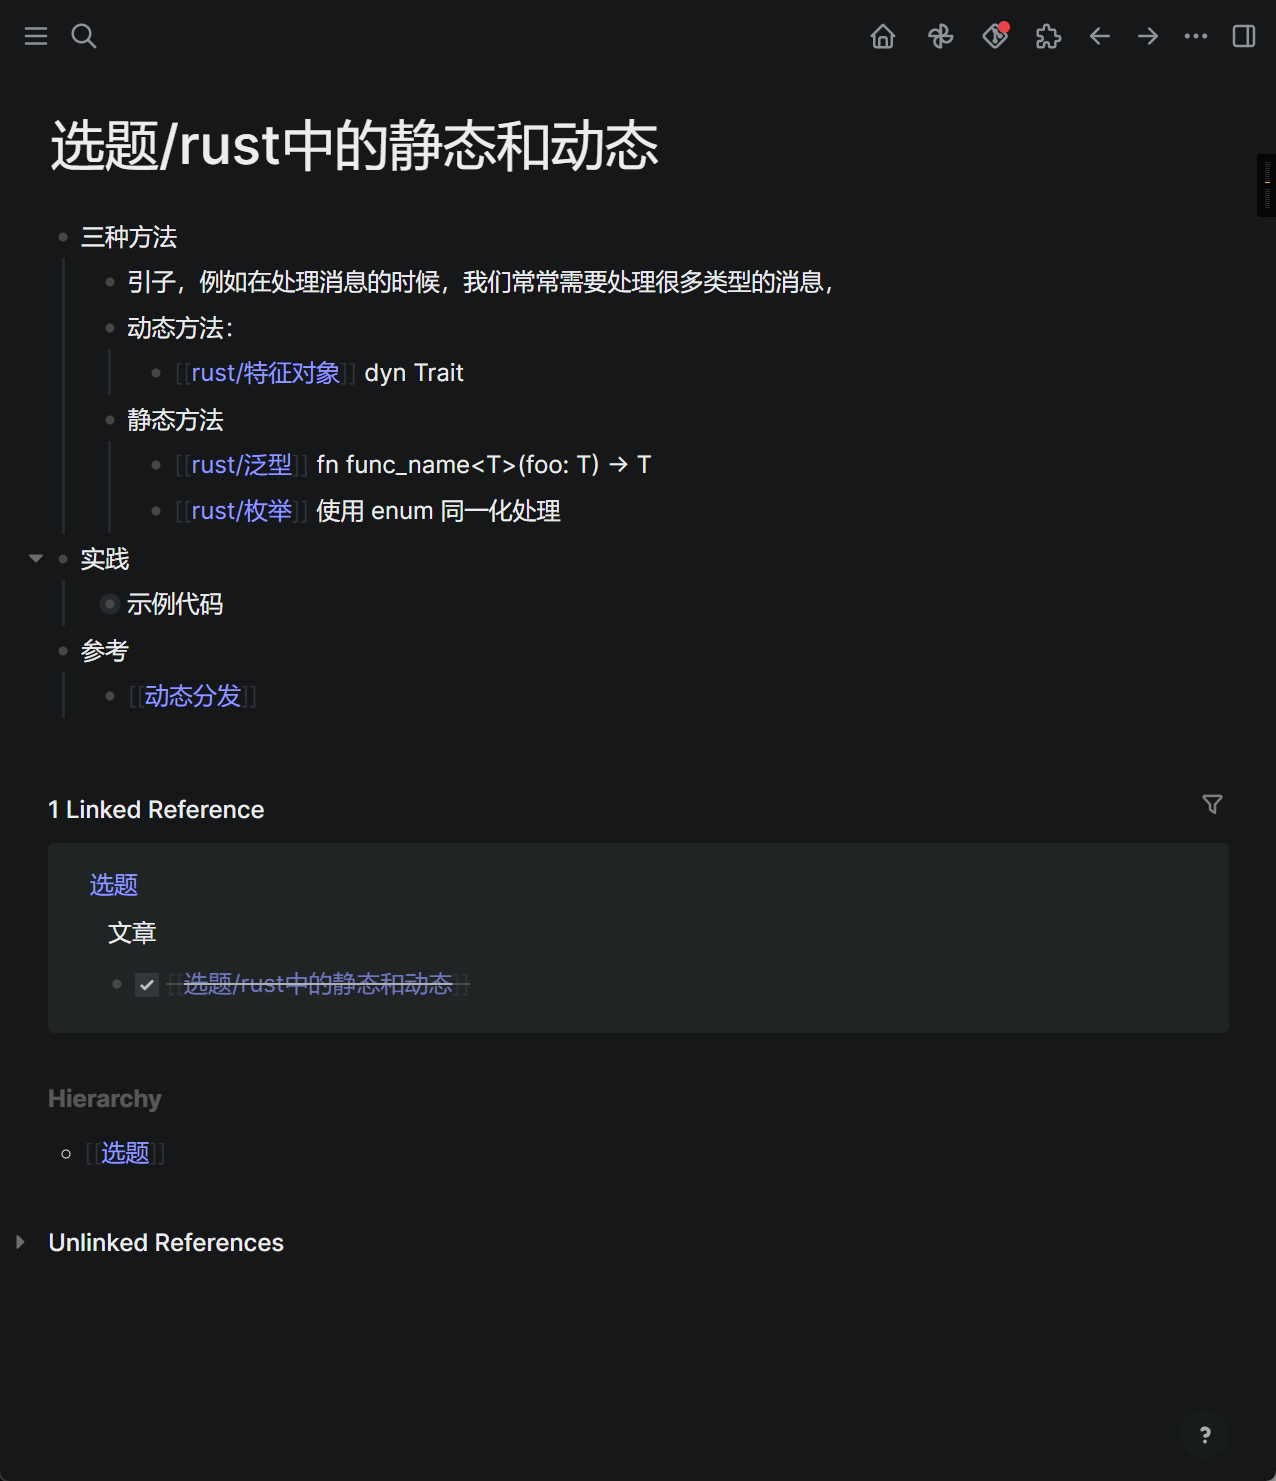 选题/rust中的静态和动态
三种方法
引子，例如在处理消息的时候，我们常常需要处理很多类型的消息，
动态方法：
[[rust/特征对象]] dyn Trait
静态方法
[[rust/泛型]] fn func_name<T>(foo: T) → T
[[rust/枚举]] 使用 enum 同一化处理
实践
示例代码
参考
[[动态分发]]
1 Linked Reference
选题
文章
[[选题/rust中的静态和动态]]
Hierarchy
[[选题]]
Unlinked References
?